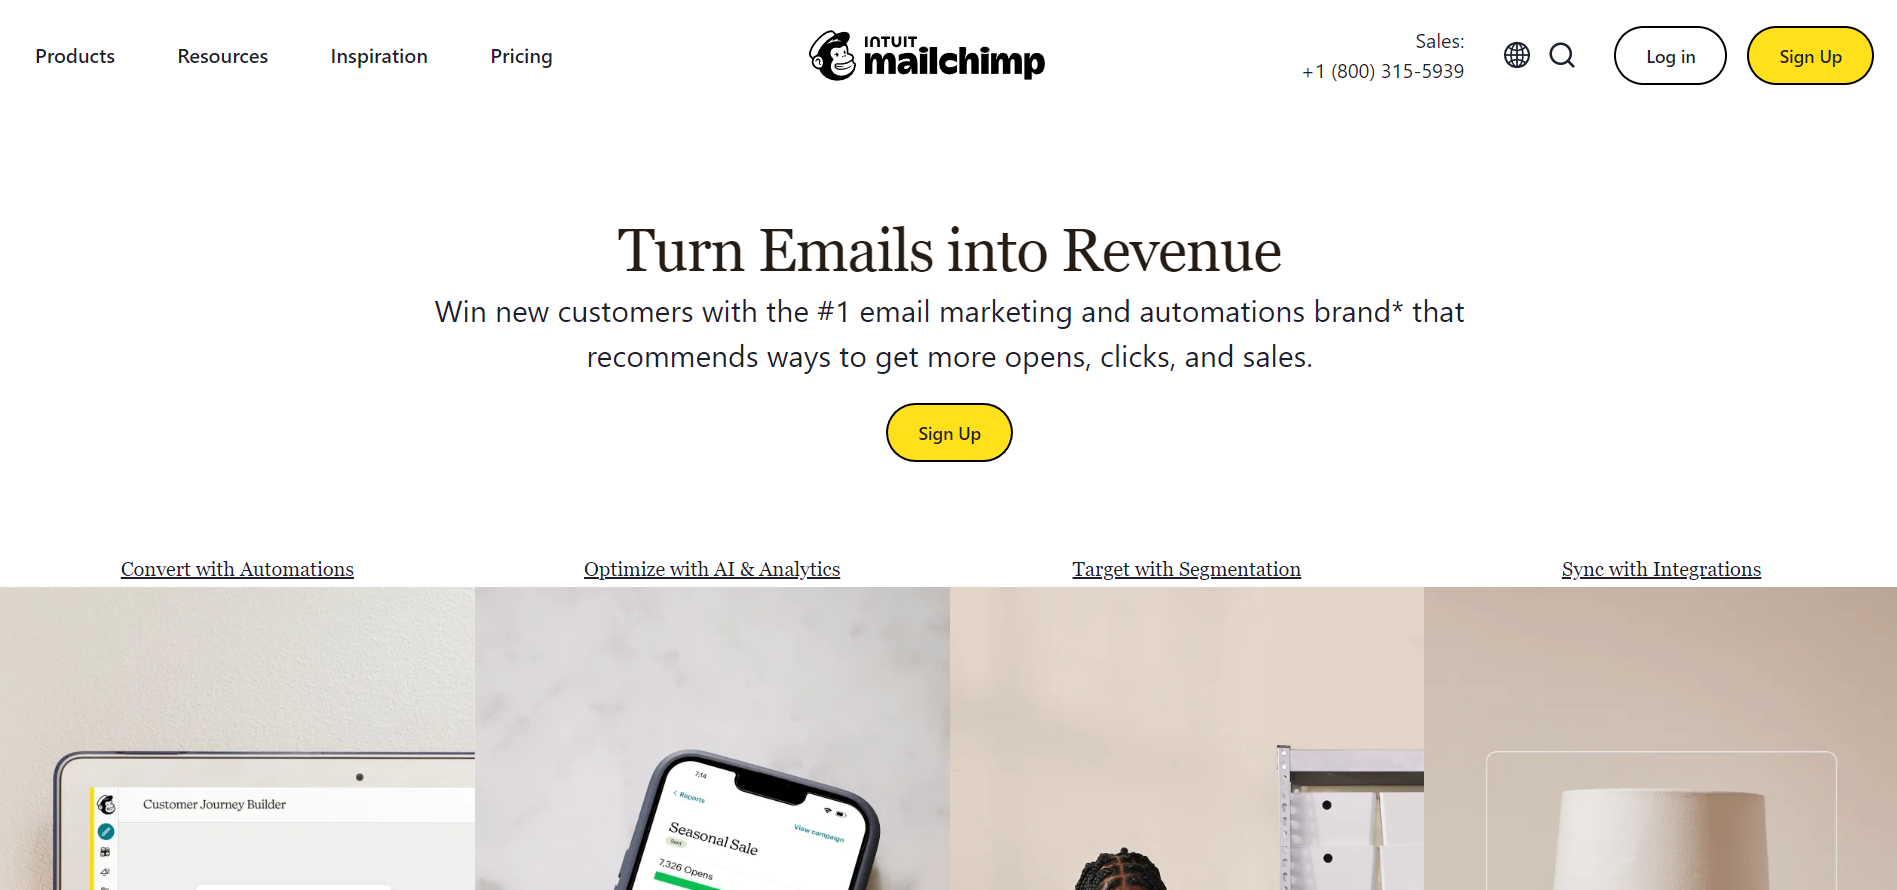 Products Resources Inspiration Pricing
INTUIT
mailchimp
Sales:
+1 (800) 315-5939
Log in
Sign Up
Turn Emails into Revenue
Win new customers with the #1 email marketing and automations brand* that
recommends ways to get more opens, clicks, and sales.
Sign Up
Convert with Automations
Optimize with AI & Analytics
Target with Segmentation
Sync with Integrations
Customer Journey Builder
7:14
< Reports
View campaign
Seasonal Sale
Sent
7,326 Opens